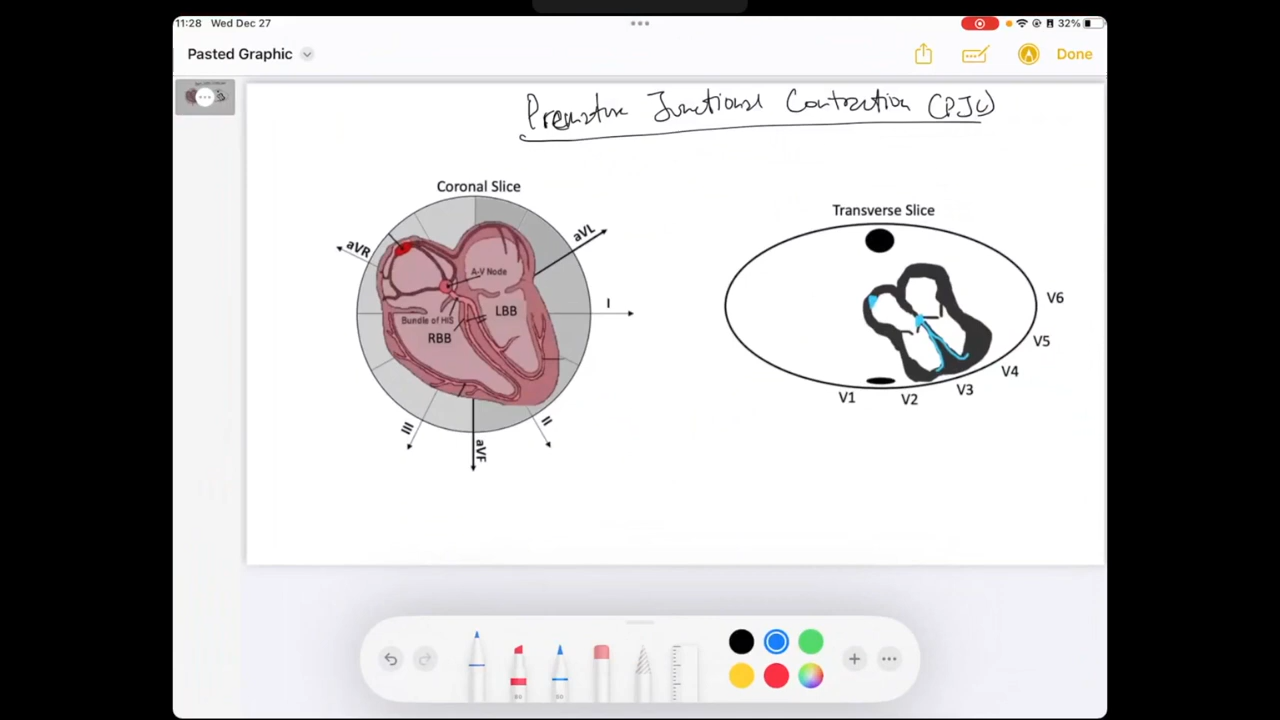 11:28 Wed Dec 27
32%
Pasted Graphic
Done
Premature Junctional Contraction (PJC)
Coronal Slice
aVR
aVL
A-V Node
I
Bundle of HIS
LBB
RBB
III
aVF
II
Transverse Slice
V6
V5
V4
V3
V2
V1